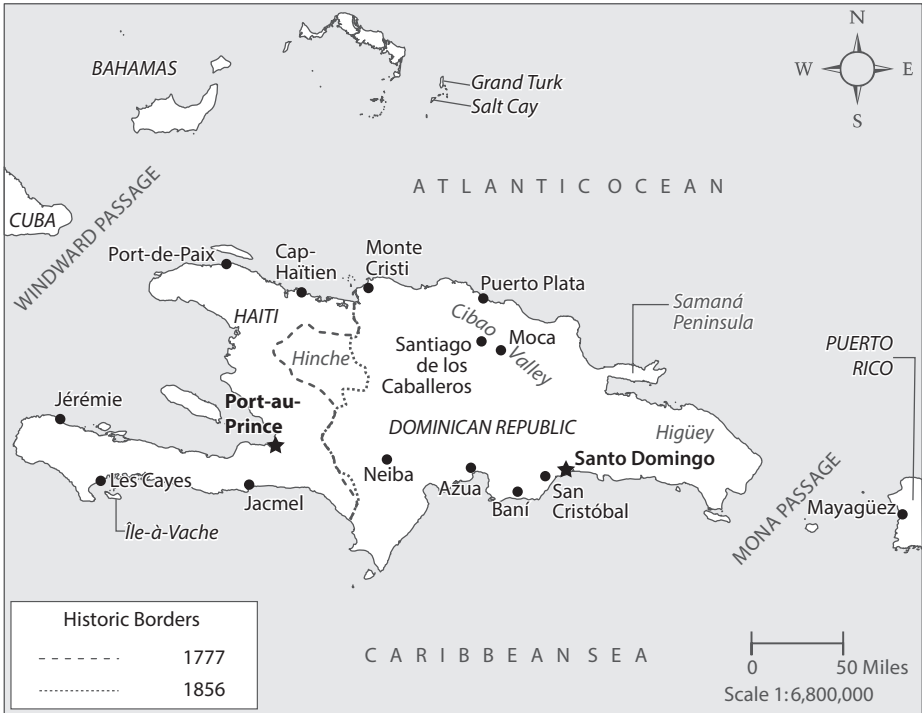 BAHAMAS
Grand Turk
Salt Cay
N
W E
S
ATLANTIC OCEAN
CUBA
WINDWARD PASSAGE
Port-de-Paix
Cap-
Haïtien
Monte
Cristi
Puerto Plata
HAITI
Hinche
Cibao
Valley
Moca
Santiago
de los
Caballeros
Samaná
Peninsula
PUERTO
RICO
Jérémie
Port-au-
Prince
DOMINICAN REPUBLIC
Higüey
Santo Domingo
Les Cayes
Jacmel
Neiba
Azua
Baní
San
Cristóbal
Île-à-Vache
MONA PASSAGE
Mayagüez
Historic Borders
1777
1856
CARIBBEAN SEA
0 50 Miles
Scale 1:6,800,000